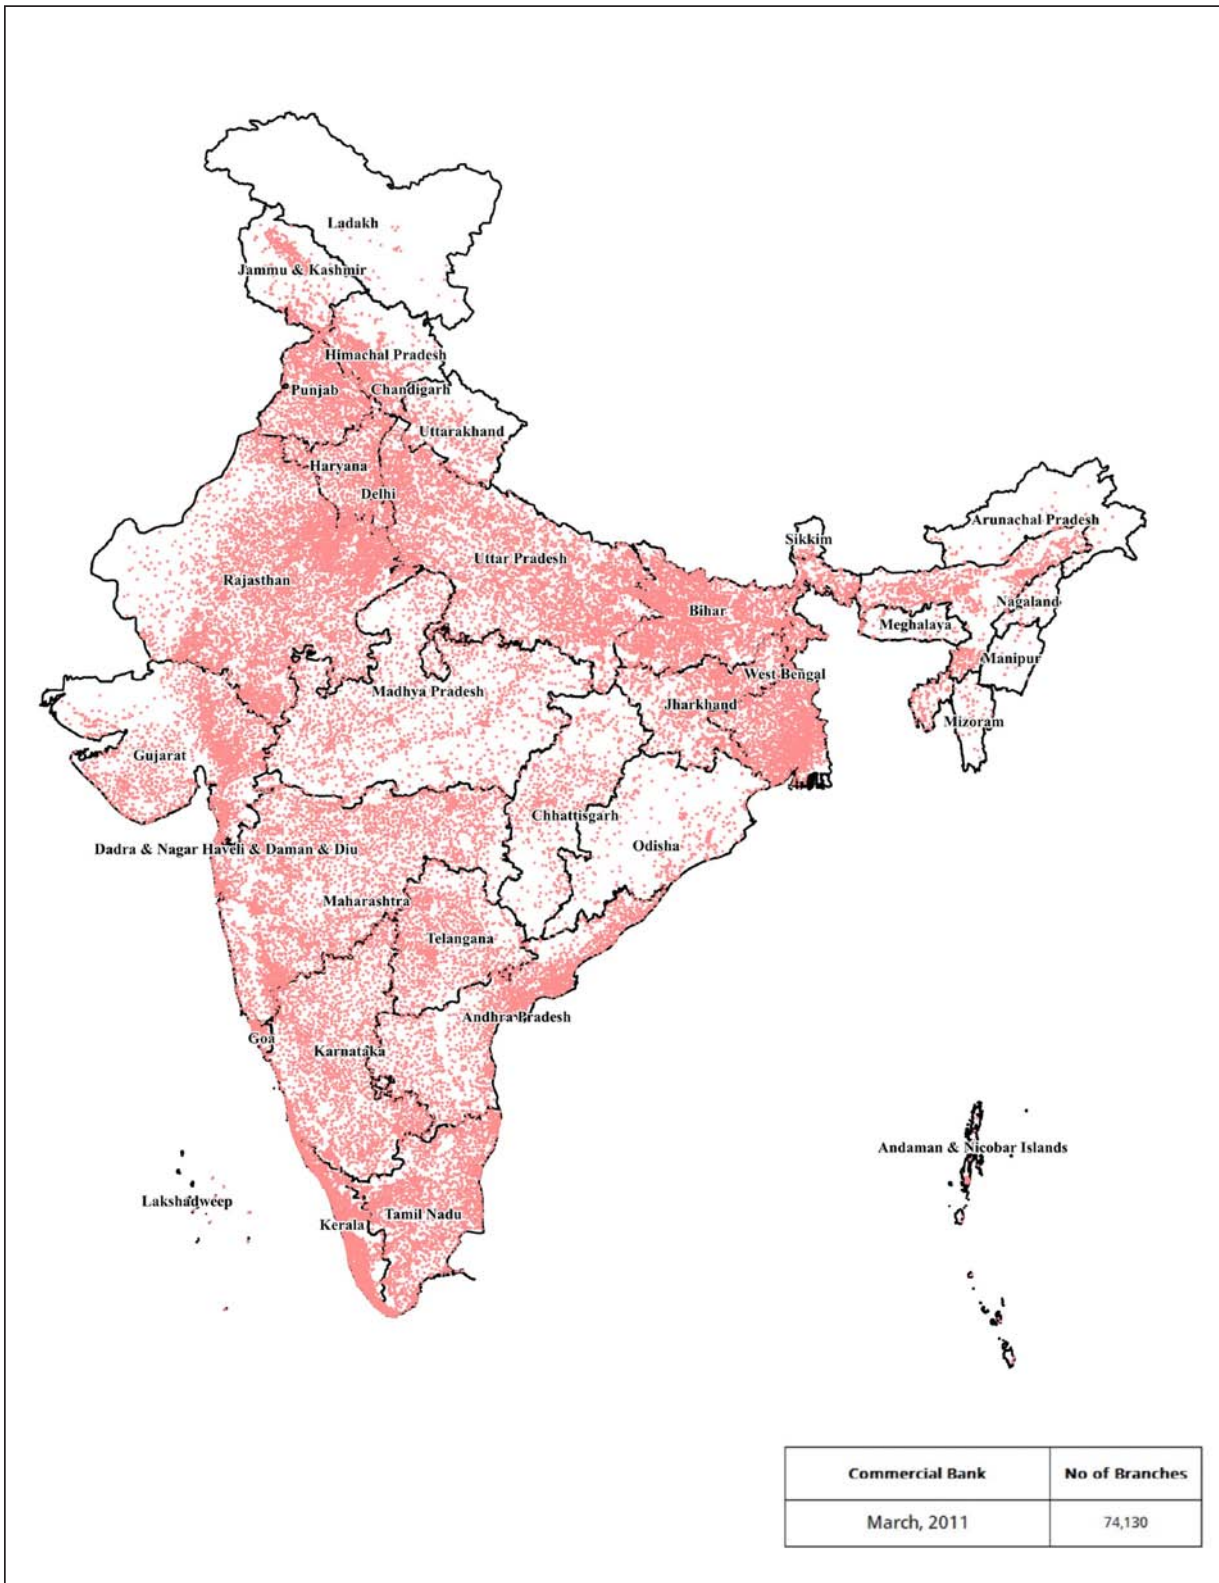 Ladakh
Jammu & Kashmir
Himachal Pradesh
Punjab
Chandigarh
Uttarakhand
Haryana
Delhi
Arunachal Pradesh
Sikkim
Uttar Pradesh
Rajasthan
Nagaland
Bihar
Meghalaya
Manipur
West Bengal
Madhya Pradesh
Jharkhand
Mizoram
Gujarat
Chhattisgarh
Odisha
Dadra & Nagar Haveli & Daman & Diu
Maharashtra
Telangana
Andhra Pradesh
Goa
Karnataka
Andaman & Nicobar Islands
Lakshadweep
Tamil Nadu
Kerala
Commercial Bank No of Branches
March, 2011 74,130